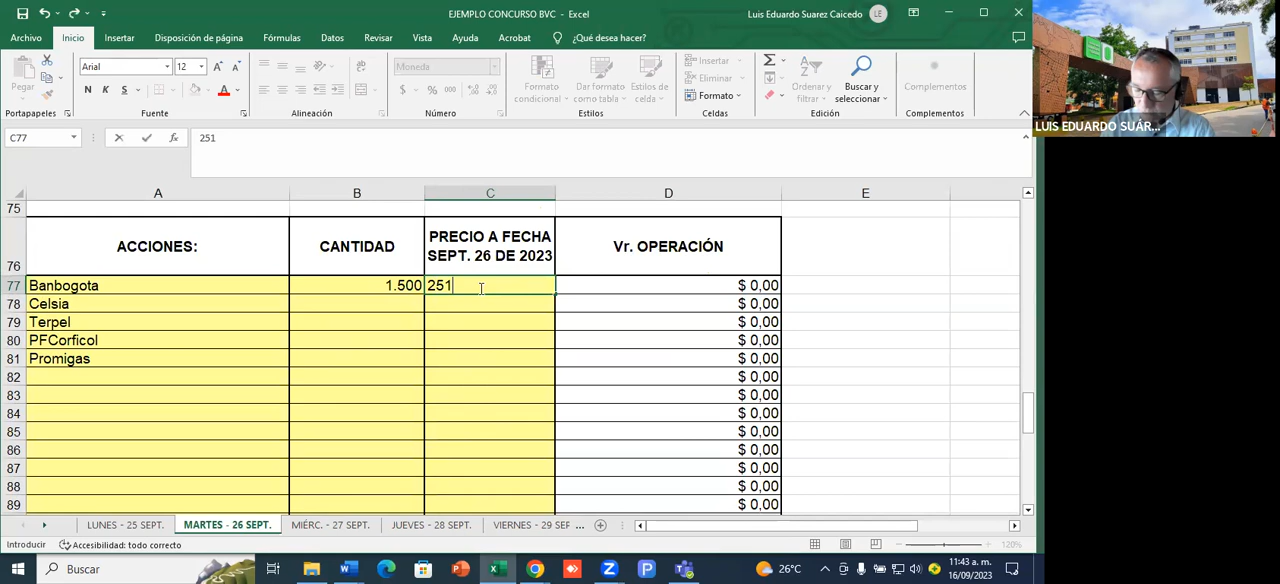 EJEMPLO CONCURSO BVC - Excel
Luis Eduardo Suarez Caicedo
LE
Archivo Inicio Insertar Disposición de página Fórmulas Datos Revisar Vista Ayuda Acrobat ¿Qué desea hacer?
Pegar
Arial 12
N K S
Moneda
$ % 000
Formato condicional
Dar formato como tabla
Estilos de celda
Insertar
Eliminar
Formato
Ordenar y filtrar
Buscar y seleccionar
Complementos
Portapapeles Fuente Alineación Número Estilos Celdas Edición Complementos
LUIS EDUARDO SUÁR...
C77 fx 251
A B C D E
75
76 ACCIONES: CANTIDAD PRECIO A FECHA SEPT. 26 DE 2023 Vr. OPERACIÓN
77 Banbogota 1.500 251 $ 0,00
78 Celsia $ 0,00
79 Terpel $ 0,00
80 PFCorficol $ 0,00
81 Promigas $ 0,00
82 $ 0,00
83 $ 0,00
84 $ 0,00
85 $ 0,00
86 $ 0,00
87 $ 0,00
88 $ 0,00
89 $ 0,00
LUNES - 25 SEPT. MARTES - 26 SEPT. MIÉRC. - 27 SEPT. JUEVES - 28 SEPT. VIERNES - 29 SEF ...
Introducir Accesibilidad: todo correcto 120%
Buscar 26°C 11:43 a. m.
16/09/2023